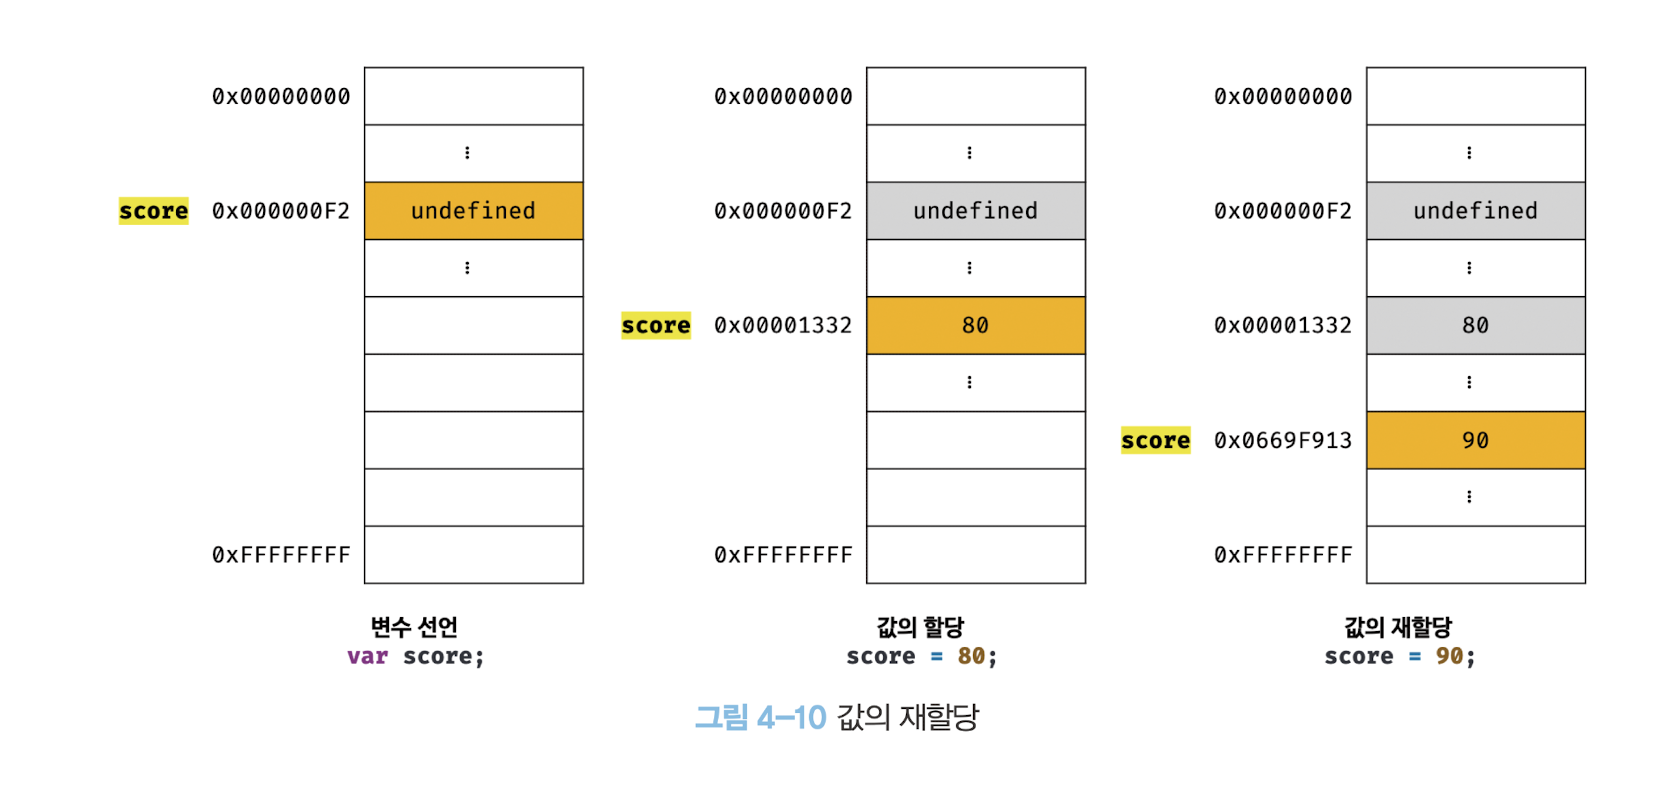 0x00000000
⋮
score 0x000000F2 undefined
⋮
0xFFFFFFFF
변수 선언
var score;
0x00000000
⋮
0x000000F2 undefined
⋮
score 0x00001332 80
⋮
0xFFFFFFFF
값의 할당
score = 80;
0x00000000
⋮
0x000000F2 undefined
⋮
0x00001332 80
⋮
score 0x0669F913 90
⋮
0xFFFFFFFF
값의 재할당
score = 90;
그림 4-10 값의 재할당